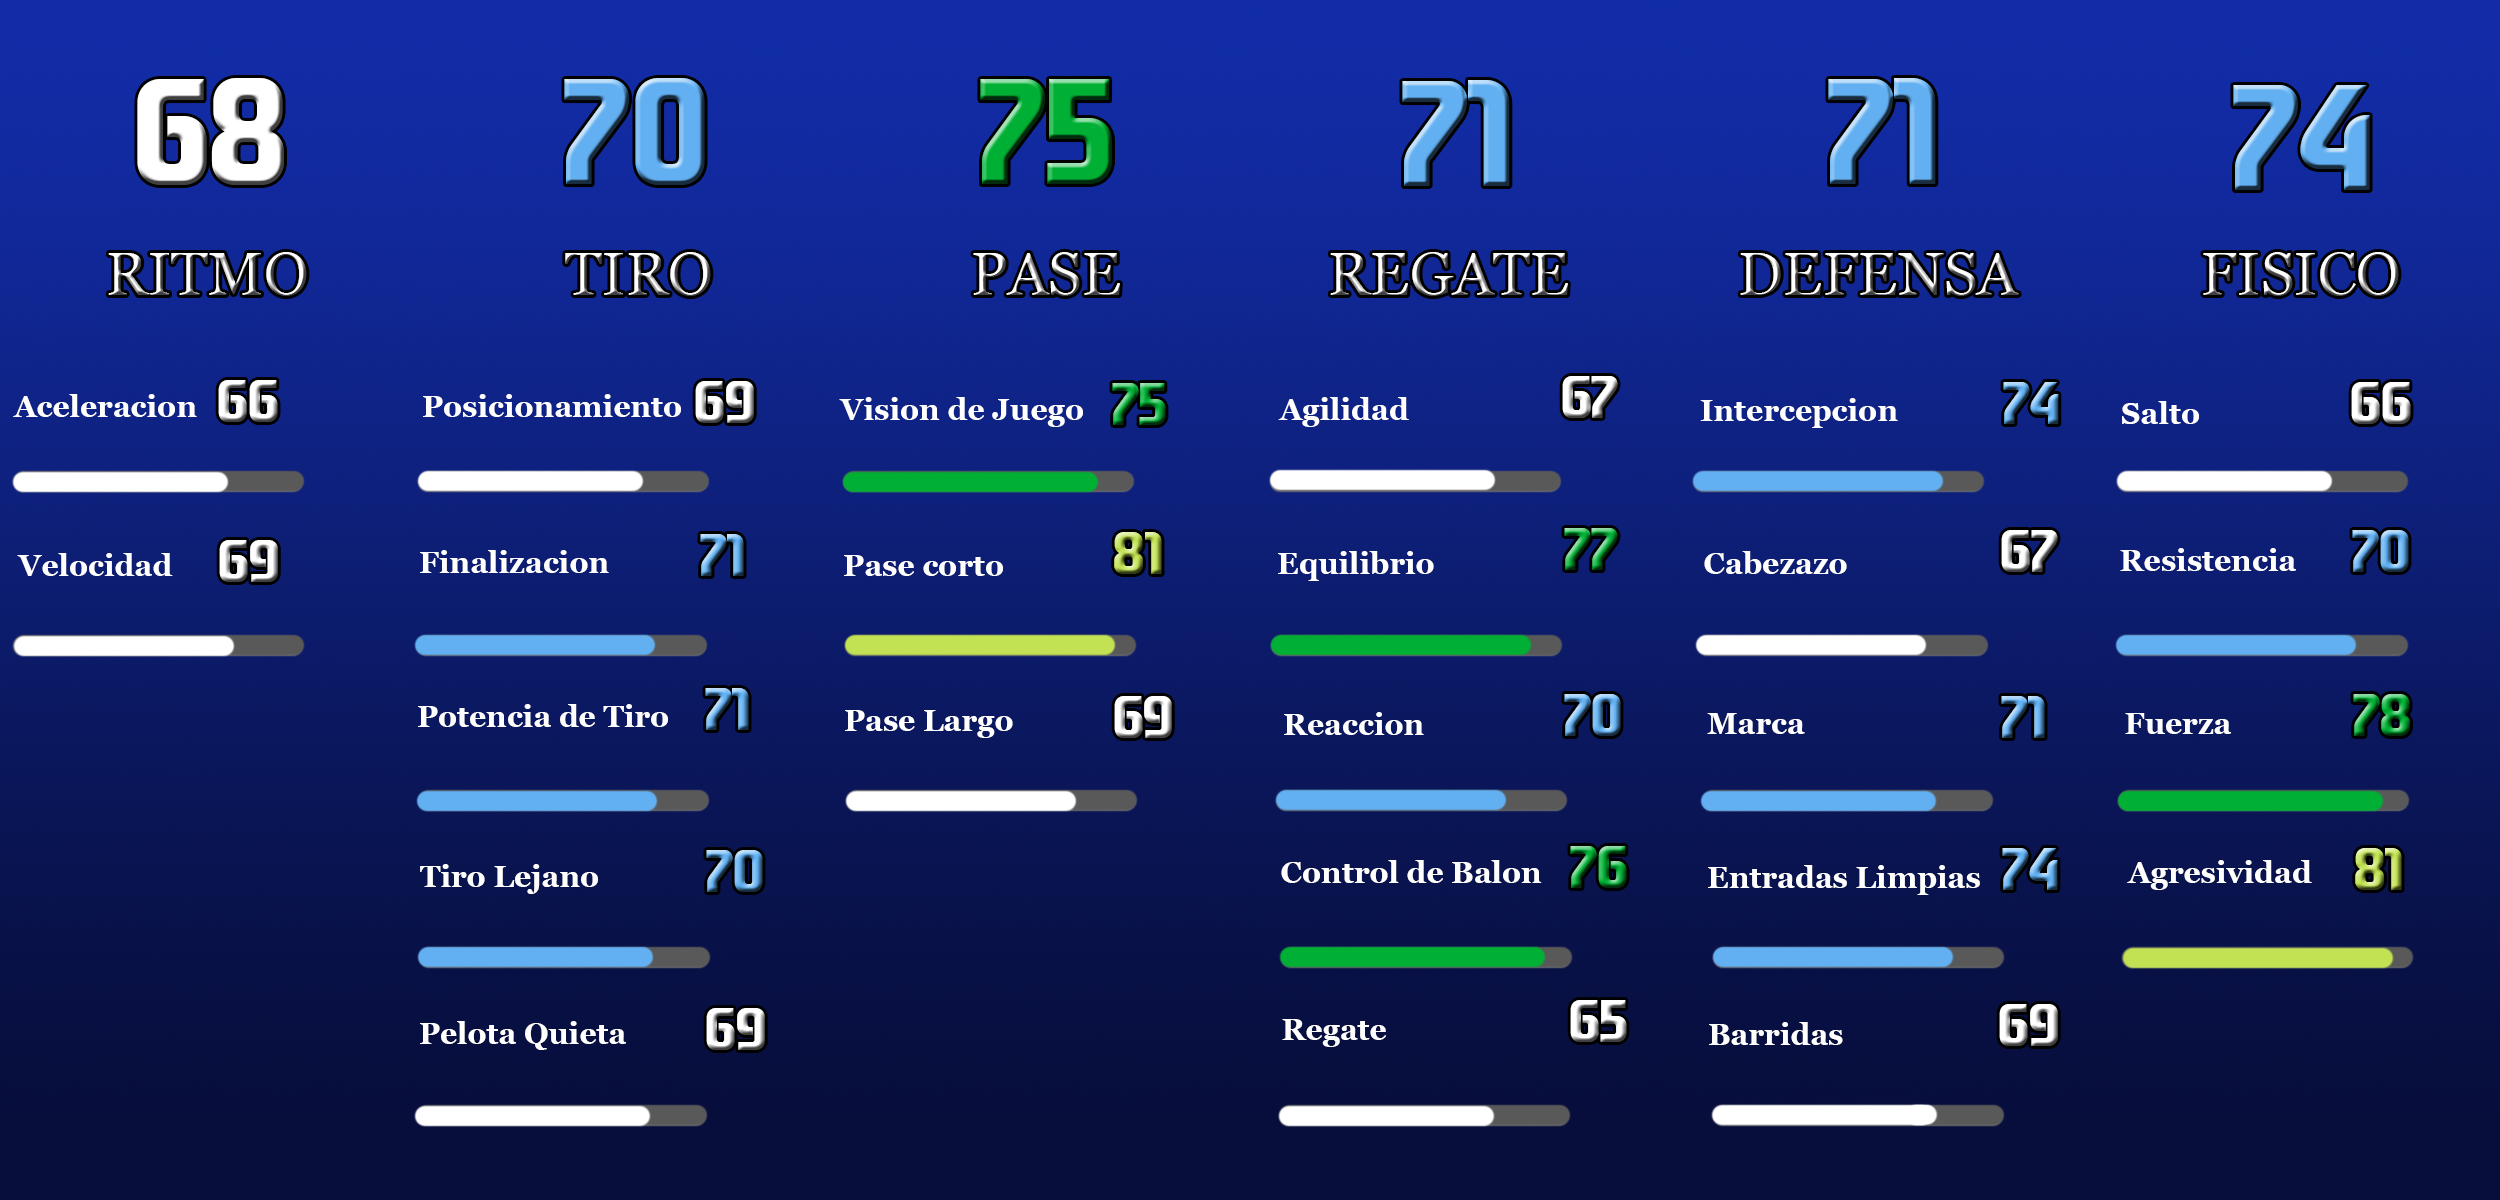 68
RITMO
Aceleracion 66
Velocidad 69
70
TIRO
Posicionamiento 69
Finalizacion 71
Potencia de Tiro 71
Tiro Lejano 70
Pelota Quieta 69
75
PASE
Vision de Juego 75
Pase corto 81
Pase Largo 69
71
REGATE
Agilidad 67
Equilibrio 77
Reaccion 70
Control de Balon 76
Regate 65
71
DEFENSA
Intercepcion 74
Cabezazo 67
Marca 71
Entradas Limpias 74
Barridas 69
74
FISICO
Salto 66
Resistencia 70
Fuerza 78
Agresividad 81